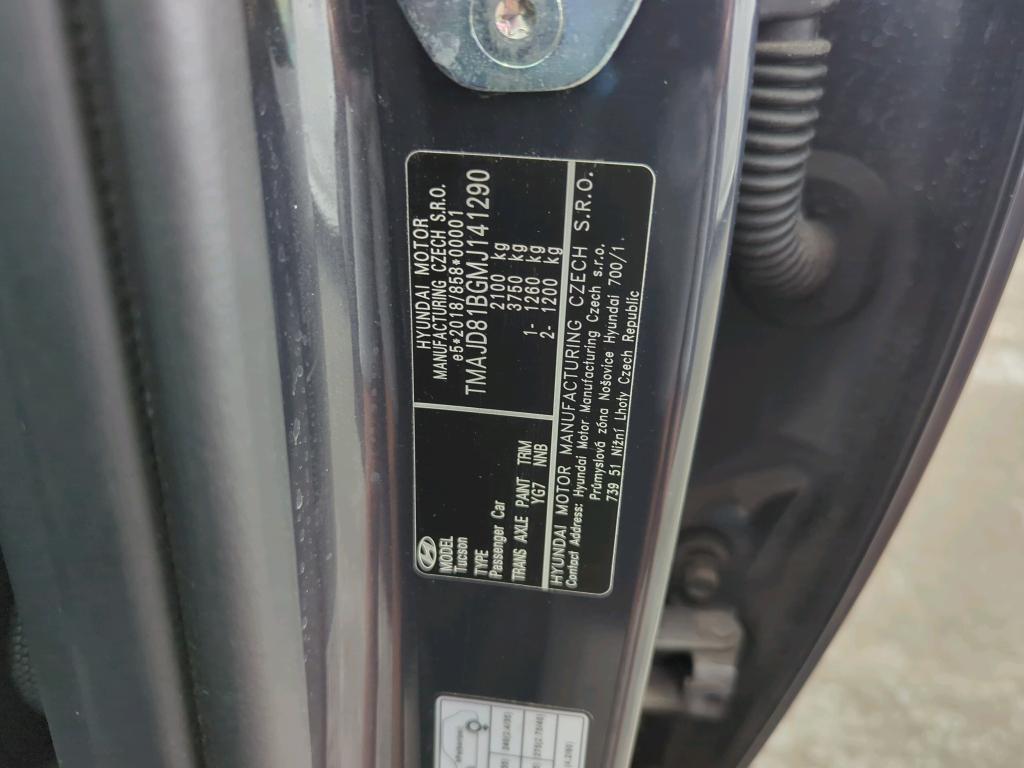 HYUNDAI MOTOR
MANUFACTURING CZECH S.R.O.
e5*2018/858*00001
TMAJD81BGMJ141290
2100 kg
3750 kg
1- 1260 kg
2- 1200 kg
MODEL
Tucson
TYPE
Passenger Car
TRANS AXLE PAINT TRIM
YG7 NNB
HYUNDAI MOTOR MANUFACTURING CZECH S.R.O.
Contact Address: Hyundai Motor Manufacturing Czech s.r.o.
Průmyslová zóna Nošovice Hyundai 700/1.
739 51 Nižní Lhoty Czech Republic